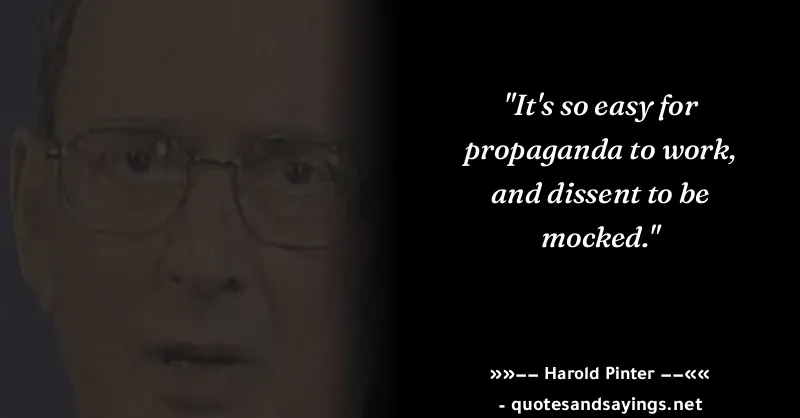 "It's so easy for
propaganda to work,
and dissent to be
mocked."
»»−− Harold Pinter −−««
- quotesandsayings.net